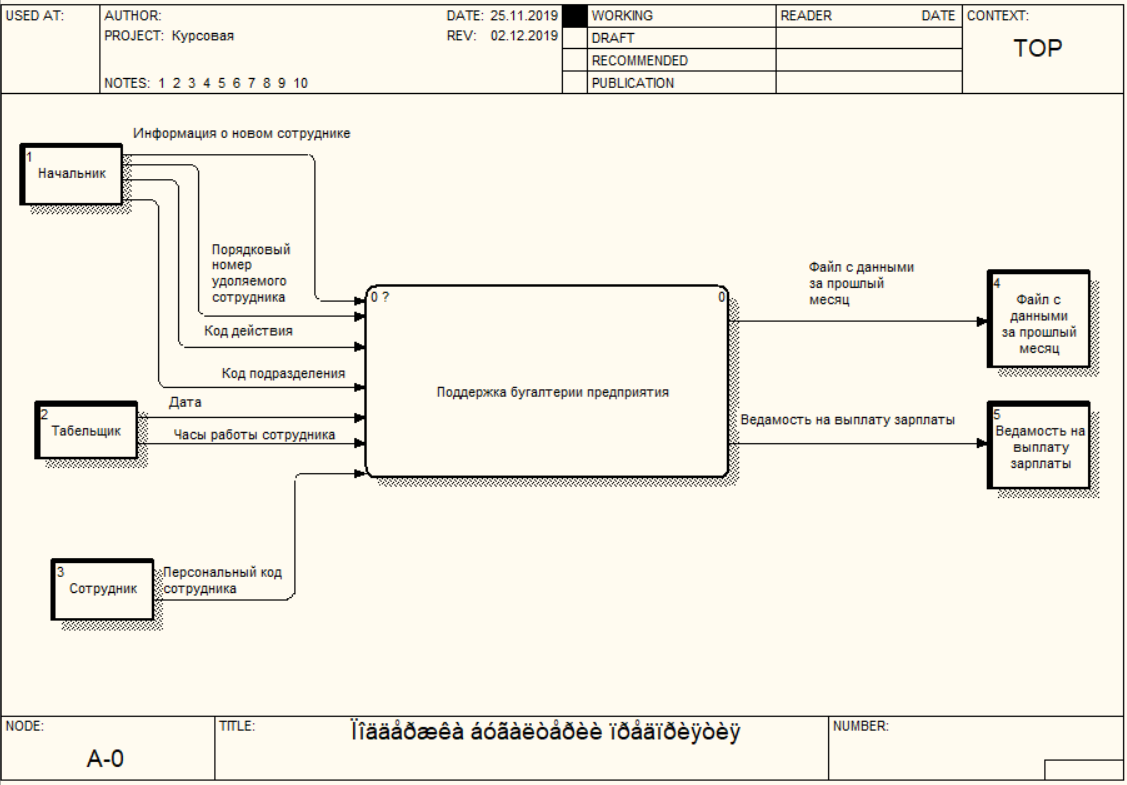 USED AT:
AUTHOR:
DATE: 25.11.2019
WORKING
READER
DATE
CONTEXT:
PROJECT: Курсовая
REV: 02.12.2019
DRAFT
TOP
RECOMMENDED
NOTES: 1 2 3 4 5 6 7 8 9 10
PUBLICATION
Информация о новом сотруднике
1
Начальник
Порядковый
номер
удоляемого
сотрудника
Код действия
Код подразделения
Дата
2
Табельщик
Часы работы сотрудника
3
Сотрудник
Персональный код
сотрудника
0 ?
0
Поддержка бугалтерии предприятия
Файл с данными
за прошлый
месяц
4
Файл с
данными
за прошлый
месяц
Ведамость на выплату зарплаты
5
Ведамость на
выплату
зарплаты
NODE:
A-0
TITLE:
Ïîääåðæêà áóãàëòåðèè ïðåäïðèÿòèÿ
NUMBER: